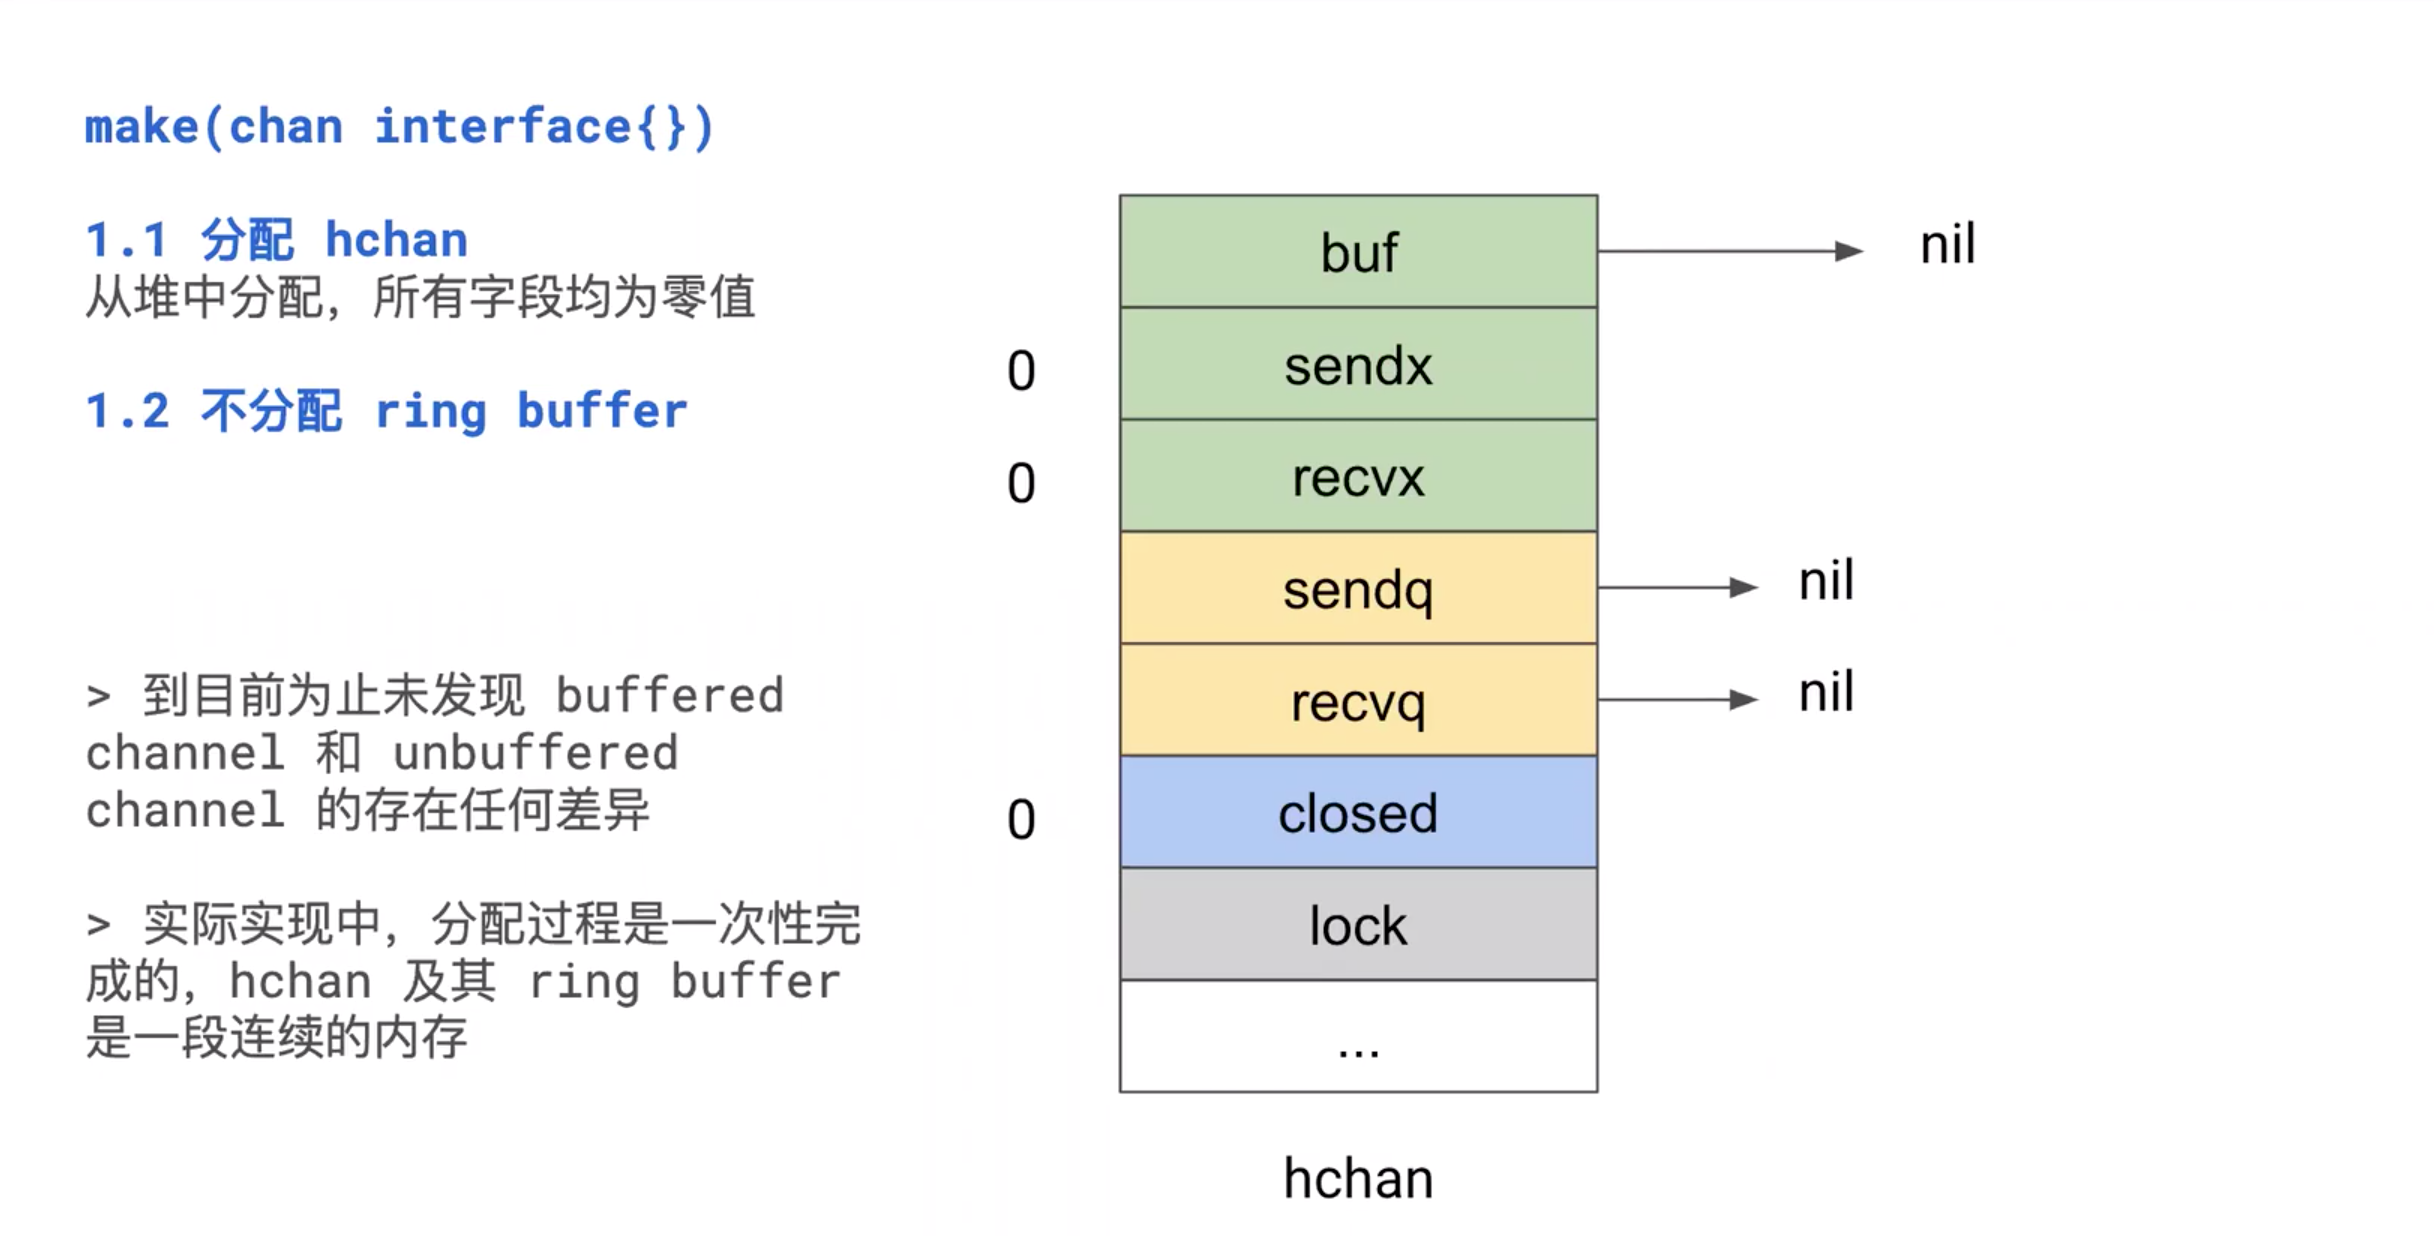 make(chan interface{})
1.1 分配 hchan
从堆中分配，所有字段均为零值
1.2 不分配 ring buffer
> 到目前为止未发现 buffered
channel 和 unbuffered
channel 的存在任何差异
> 实际实现中，分配过程是一次性完
成的，hchan 及其 ring buffer
是一段连续的内存
buf
nil
0
sendx
0
recvx
sendq
nil
recvq
nil
0
closed
lock
...
hchan